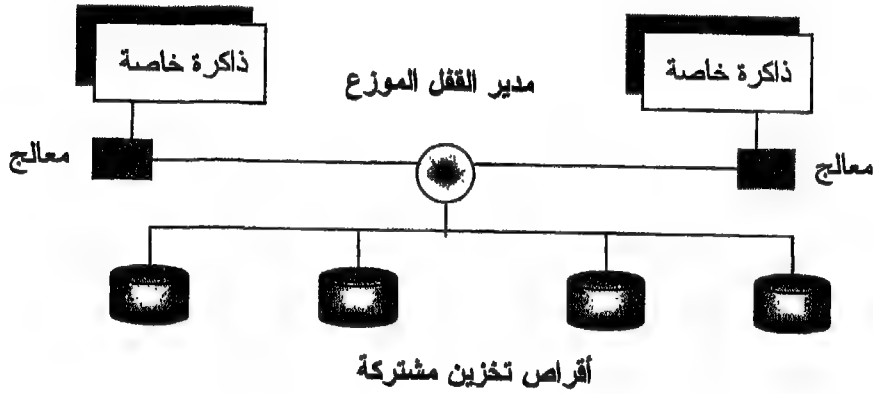 ذاكرة خاصة
ذاكرة خاصة
مدير القفل الموزع
معالج
معالج
أقراص تخزين مشتركة